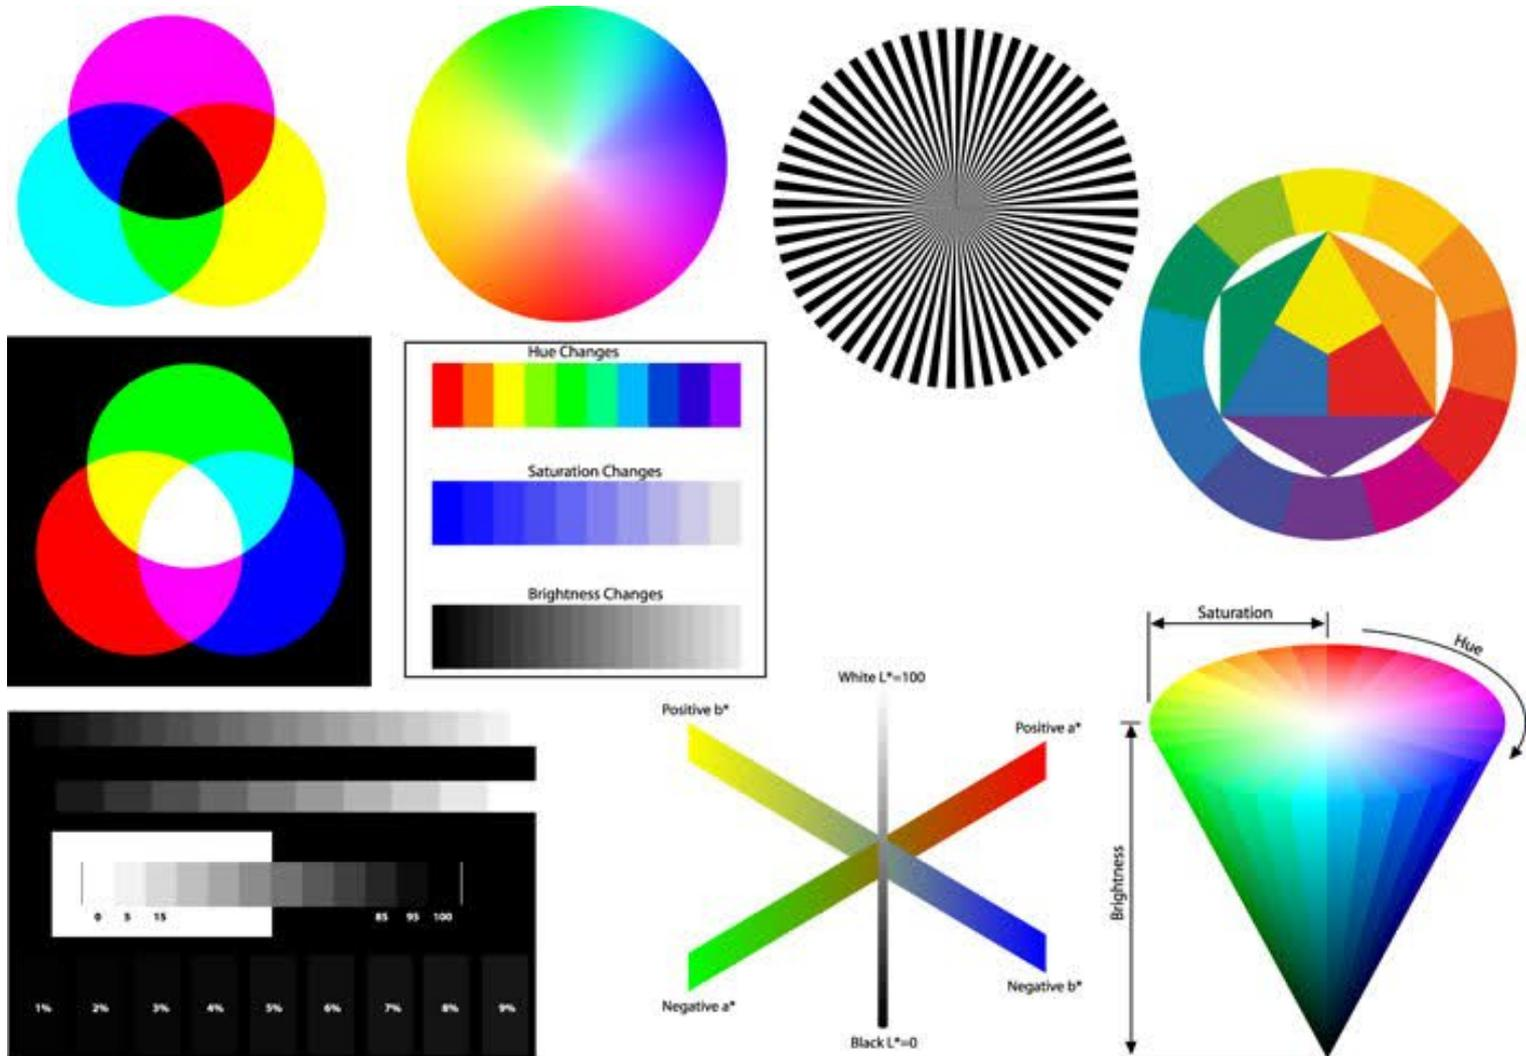 Hue Changes
Saturation Changes
Brightness Changes
Saturation
Hue
Brightness
White L*=100
Positive b*
Positive a*
Negative a*
Negative b*
Black L*=0
0 5 15 85 95 100
1% 2% 3% 4% 5% 6% 7% 8% 9%